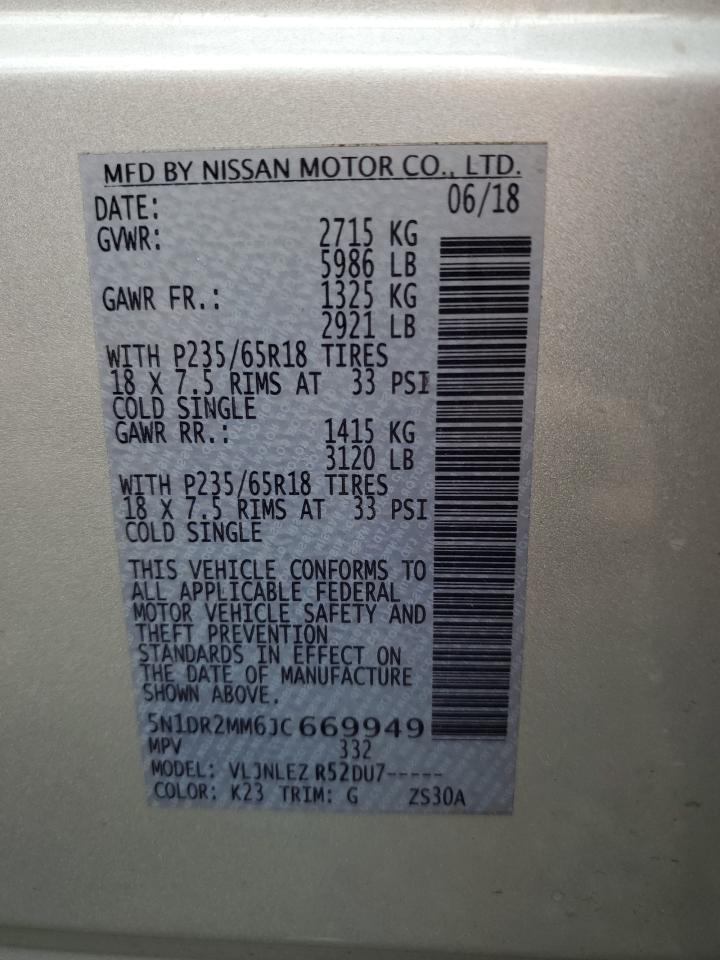 MFD BY NISSAN MOTOR CO., LTD.
DATE: 06/18
GVWR: 2715 KG
5986 LB
GAWR FR.: 1325 KG
2921 LB
WITH P235/65R18 TIRES
18 X 7.5 RIMS AT 33 PSI
COLD SINGLE
GAWR RR.: 1415 KG
3120 LB
WITH P235/65R18 TIRES
18 X 7.5 RIMS AT 33 PSI
COLD SINGLE
THIS VEHICLE CONFORMS TO
ALL APPLICABLE FEDERAL
MOTOR VEHICLE SAFETY AND
THEFT PREVENTION
STANDARDS IN EFFECT ON
THE DATE OF MANUFACTURE
SHOWN ABOVE.
5N1DR2MM6JC669949
MPV 332
MODEL: VLJNLEZ R52DU7-----
COLOR: K23 TRIM: G ZS30A